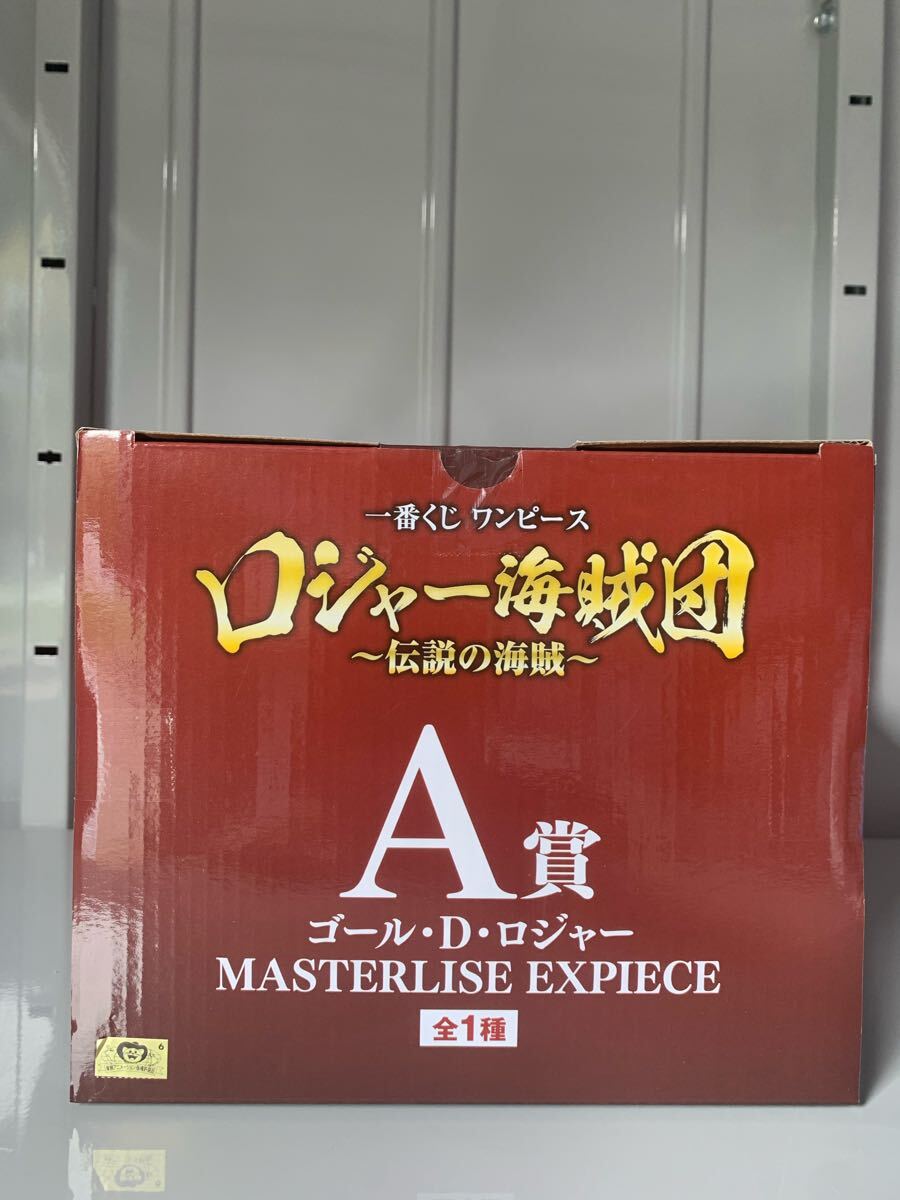 一番くじ ワンピース
ロジャー海賊団
～伝説の海賊～
A賞
ゴール・D・ロジャー
MASTERLISE EXPIECE
全1種
6